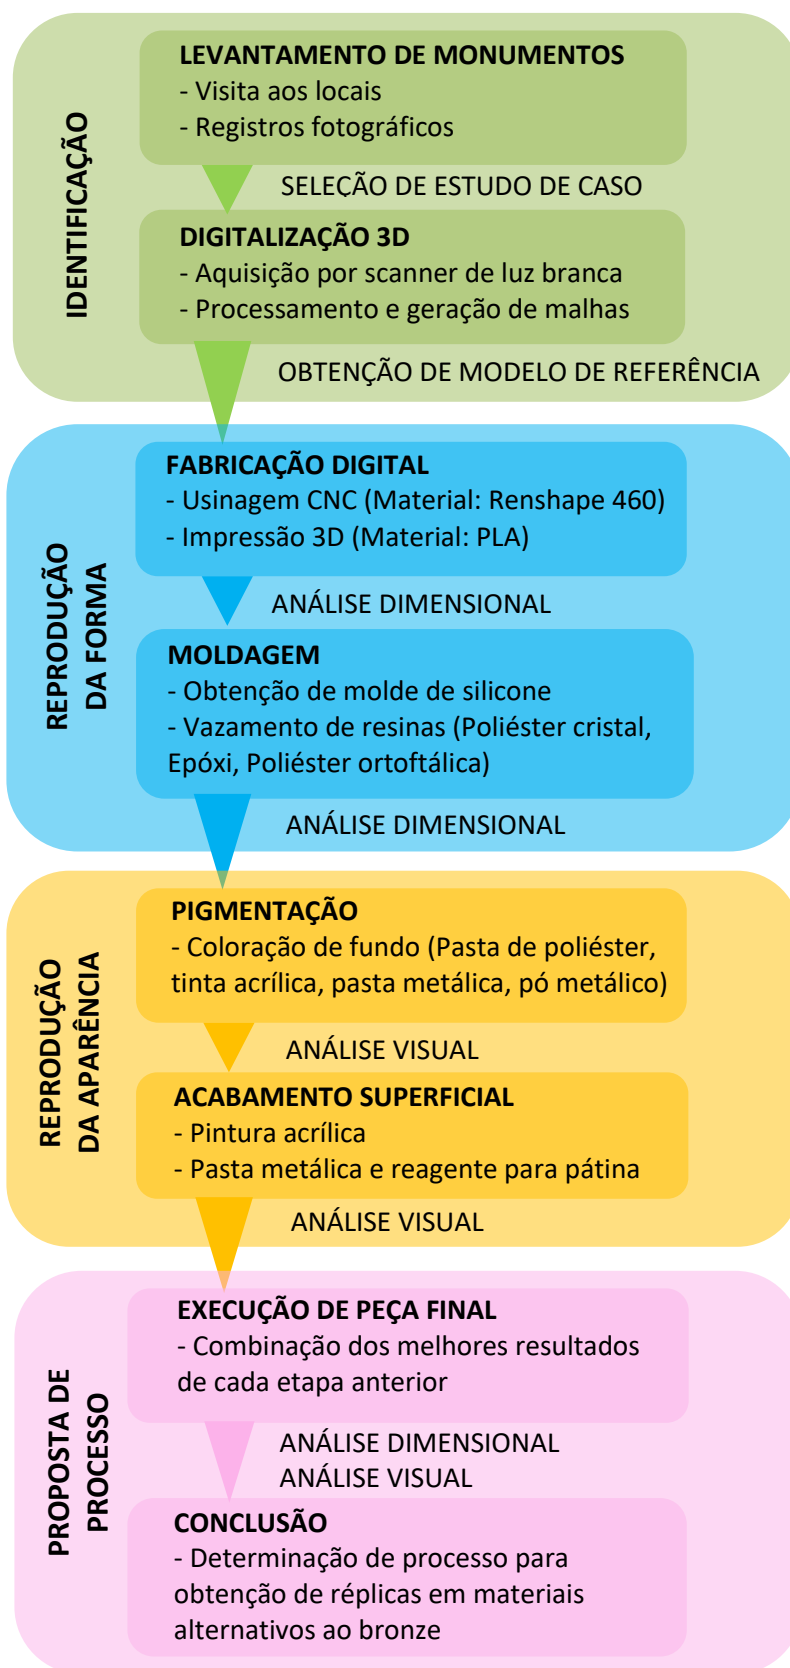 IDENTIFICAÇÃO
LEVANTAMENTO DE MONUMENTOS
- Visita aos locais
- Registros fotográficos
SELEÇÃO DE ESTUDO DE CASO
DIGITALIZAÇÃO 3D
- Aquisição por scanner de luz branca
- Processamento e geração de malhas
OBTENÇÃO DE MODELO DE REFERÊNCIA
REPRODUÇÃO
DA FORMA
FABRICAÇÃO DIGITAL
- Usinagem CNC (Material: Renshape 460)
- Impressão 3D (Material: PLA)
ANÁLISE DIMENSIONAL
MOLDAGEM
- Obtenção de molde de silicone
- Vazamento de resinas (Poliéster cristal,
Epóxi, Poliéster ortoftálica)
ANÁLISE DIMENSIONAL
REPRODUÇÃO
DA APARÊNCIA
PIGMENTAÇÃO
- Coloração de fundo (Pasta de poliéster,
tinta acrílica, pasta metálica, pó metálico)
ANÁLISE VISUAL
ACABAMENTO SUPERFICIAL
- Pintura acrílica
- Pasta metálica e reagente para pátina
ANÁLISE VISUAL
PROPOSTA DE
PROCESSO
EXECUÇÃO DE PEÇA FINAL
- Combinação dos melhores resultados
de cada etapa anterior
ANÁLISE DIMENSIONAL
ANÁLISE VISUAL
CONCLUSÃO
- Determinação de processo para
obtenção de réplicas em materiais
alternativos ao bronze